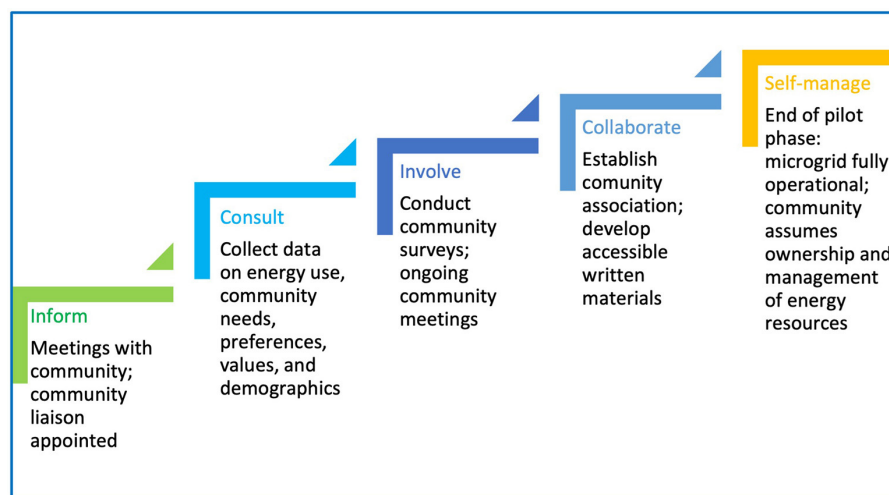 Inform
Meetings with
community;
community
liaison
appointed
Consult
Collect data
on energy use,
community
needs,
preferences,
values, and
demographics
Involve
Conduct
community
surveys;
ongoing
community
meetings
Collaborate
Establish
comunity
association;
develop
accessible
written
materials
Self-manage
End of pilot
phase:
microgrid fully
operational;
community
assumes
ownership and
management
of energy
resources